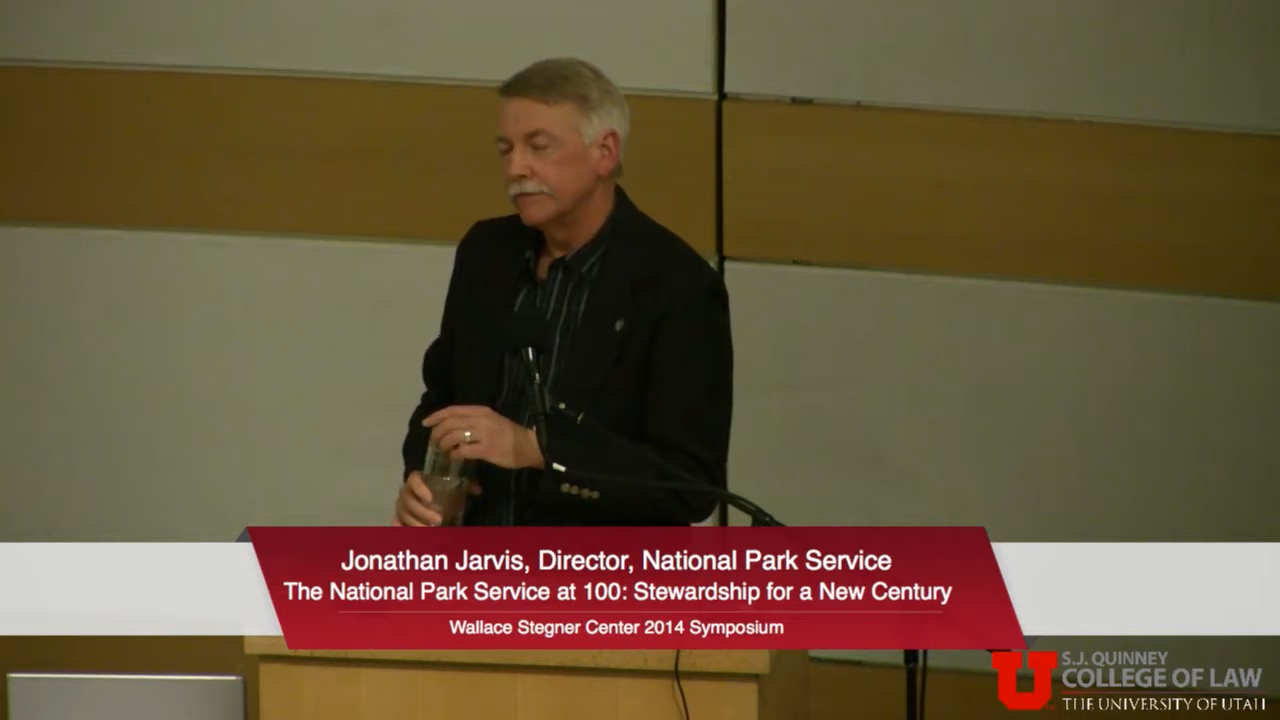 Jonathan Jarvis, Director, National Park Service
The National Park Service at 100: Stewardship for a New Century
Wallace Stegner Center 2014 Symposium
U
S.J. QUINNEY
COLLEGE OF LAW
THE UNIVERSITY OF UTAH